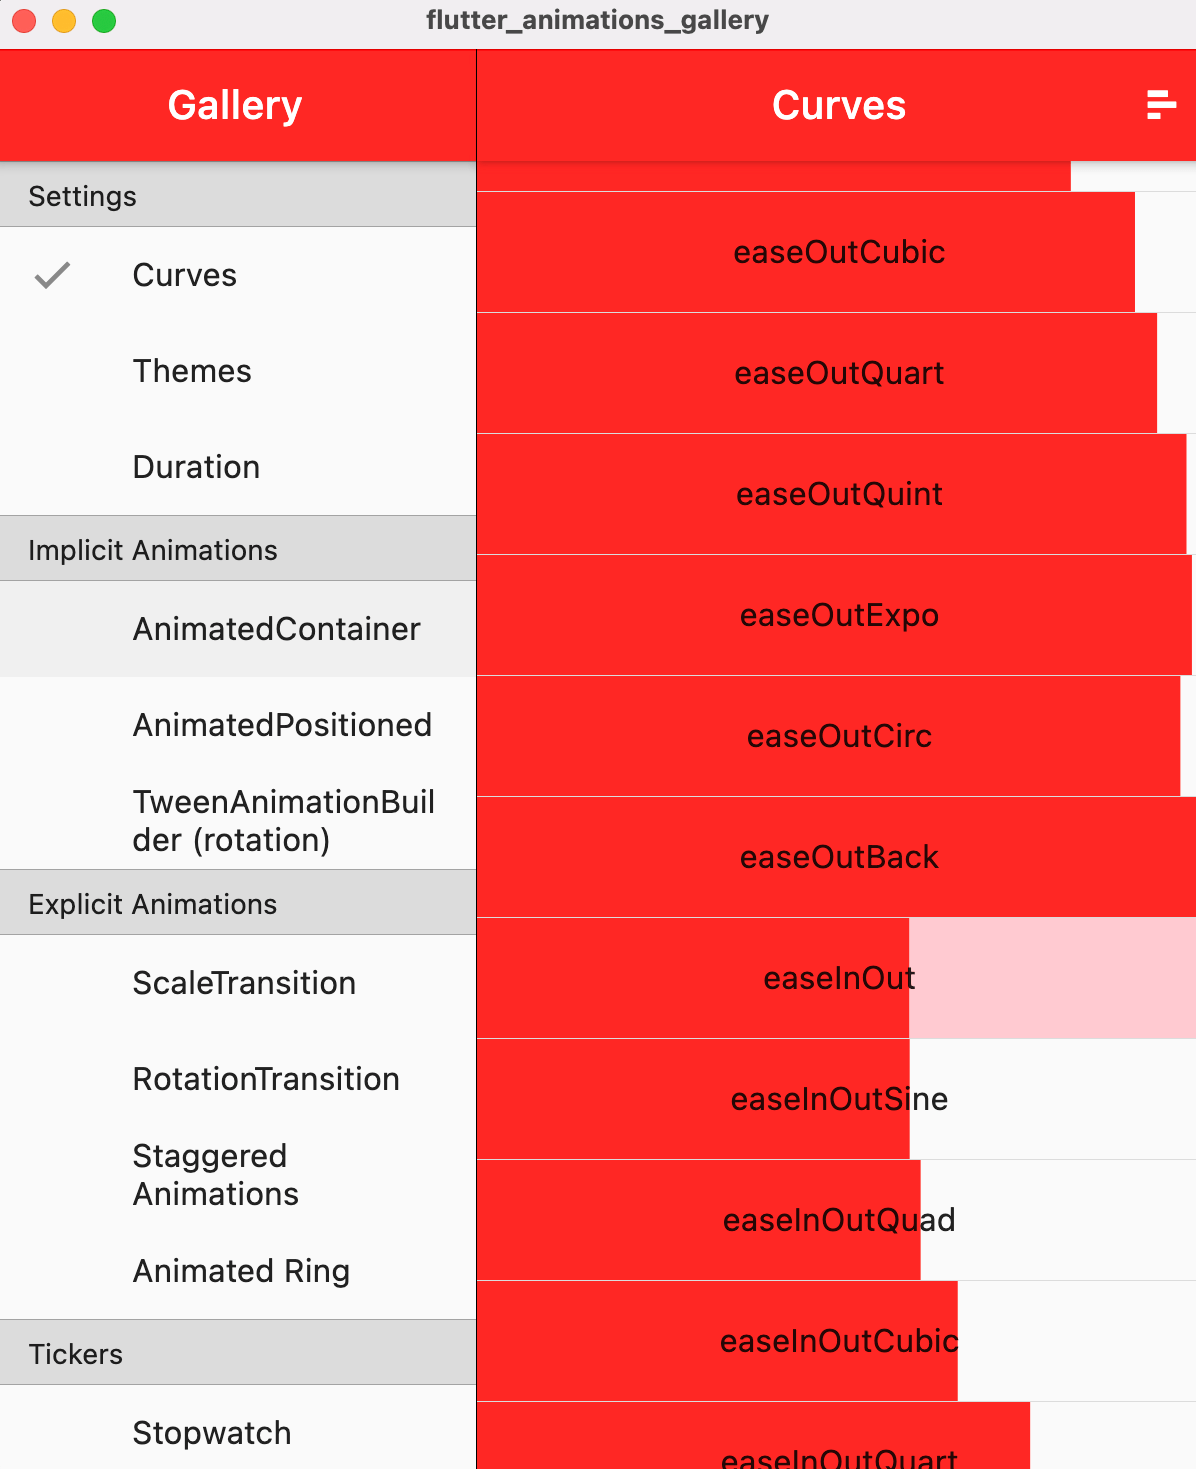 flutter_animations_gallery
Gallery
Settings
Curves
Themes
Duration
Implicit Animations
AnimatedContainer
AnimatedPositioned
TweenAnimationBuil
der (rotation)
Explicit Animations
ScaleTransition
RotationTransition
Staggered
Animations
Animated Ring
Tickers
Stopwatch
Curves
easeOutCubic
easeOutQuart
easeOutQuint
easeOutExpo
easeOutCirc
easeOutBack
easeInOut
easeInOutSine
easeInOutQuad
easeInOutCubic
easeInOutQuart